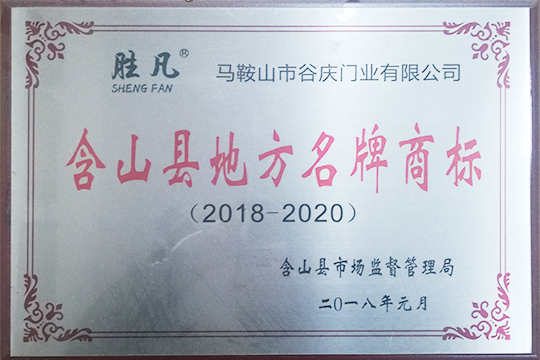 胜凡® 马鞍山市谷庆门业有限公司
SHENG FAN
含山县地方名牌商标
(2018-2020)
含山县市场监督管理局
二〇一八年元月